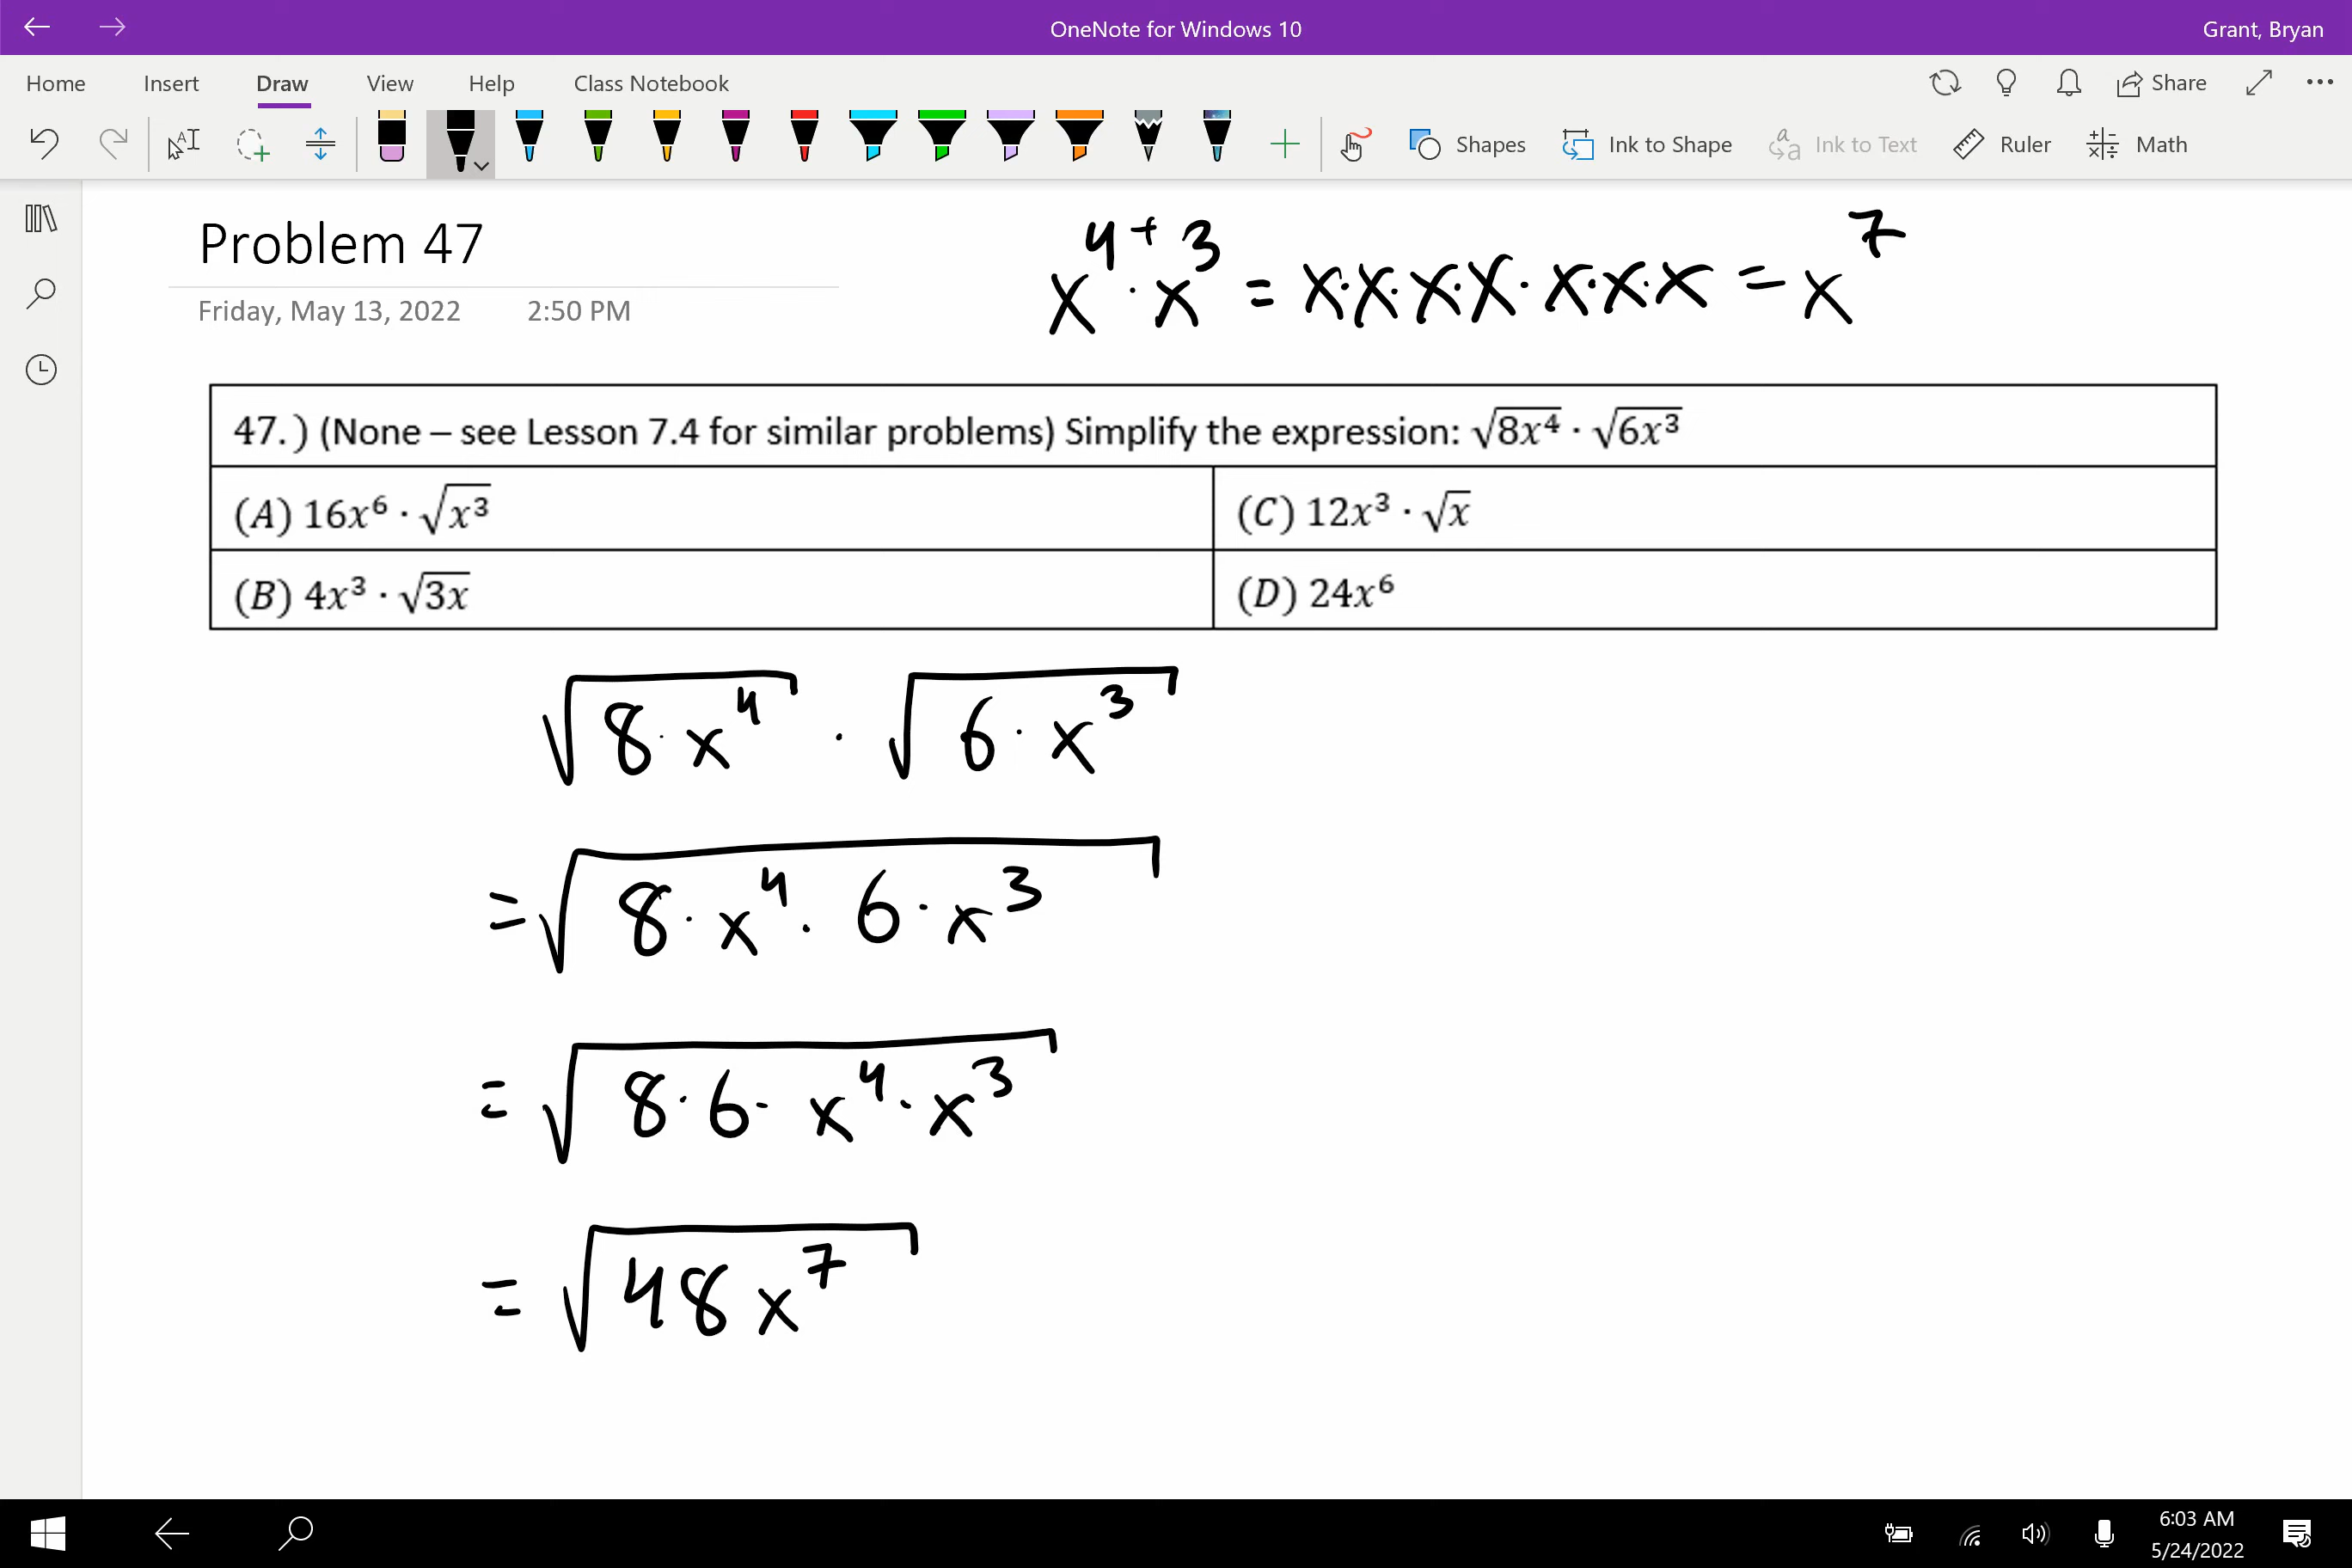 OneNote for Windows 10
Grant, Bryan
Home Insert Draw View Help Class Notebook Share
Shapes Ink to Shape Ink to Text Ruler Math
Problem 47
Friday, May 13, 2022 2:50 PM
x⁴⁺ · x³ = x·x·x·x·x·x·x = x⁷
47.) (None – see Lesson 7.4 for similar problems) Simplify the expression: √(8x⁴) · √(6x³)
(A) 16x⁶ · √(x³)
(C) 12x³ · √x
(B) 4x³ · √(3x)
(D) 24x⁶
√(8·x⁴) · √(6·x³)
= √(8·x⁴·6·x³)
= √(8·6·x⁴·x³)
= √(48x⁷)
6:03 AM
5/24/2022